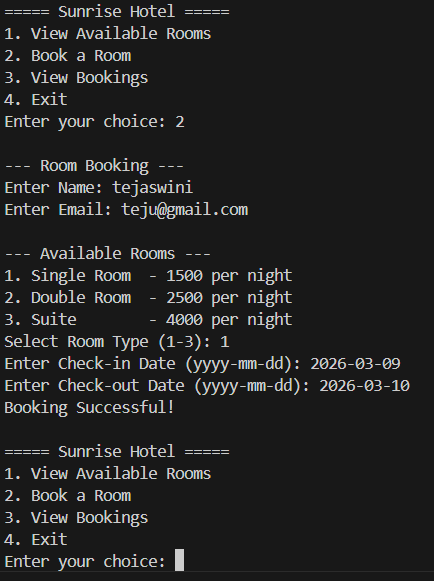 ===== Sunrise Hotel =====
1. View Available Rooms
2. Book a Room
3. View Bookings
4. Exit
Enter your choice: 2

--- Room Booking ---
Enter Name: tejaswini
Enter Email: teju@gmail.com

--- Available Rooms ---
1. Single Room  - 1500 per night
2. Double Room  - 2500 per night
3. Suite        - 4000 per night
Select Room Type (1-3): 1
Enter Check-in Date (yyyy-mm-dd): 2026-03-09
Enter Check-out Date (yyyy-mm-dd): 2026-03-10
Booking Successful!

===== Sunrise Hotel =====
1. View Available Rooms
2. Book a Room
3. View Bookings
4. Exit
Enter your choice: